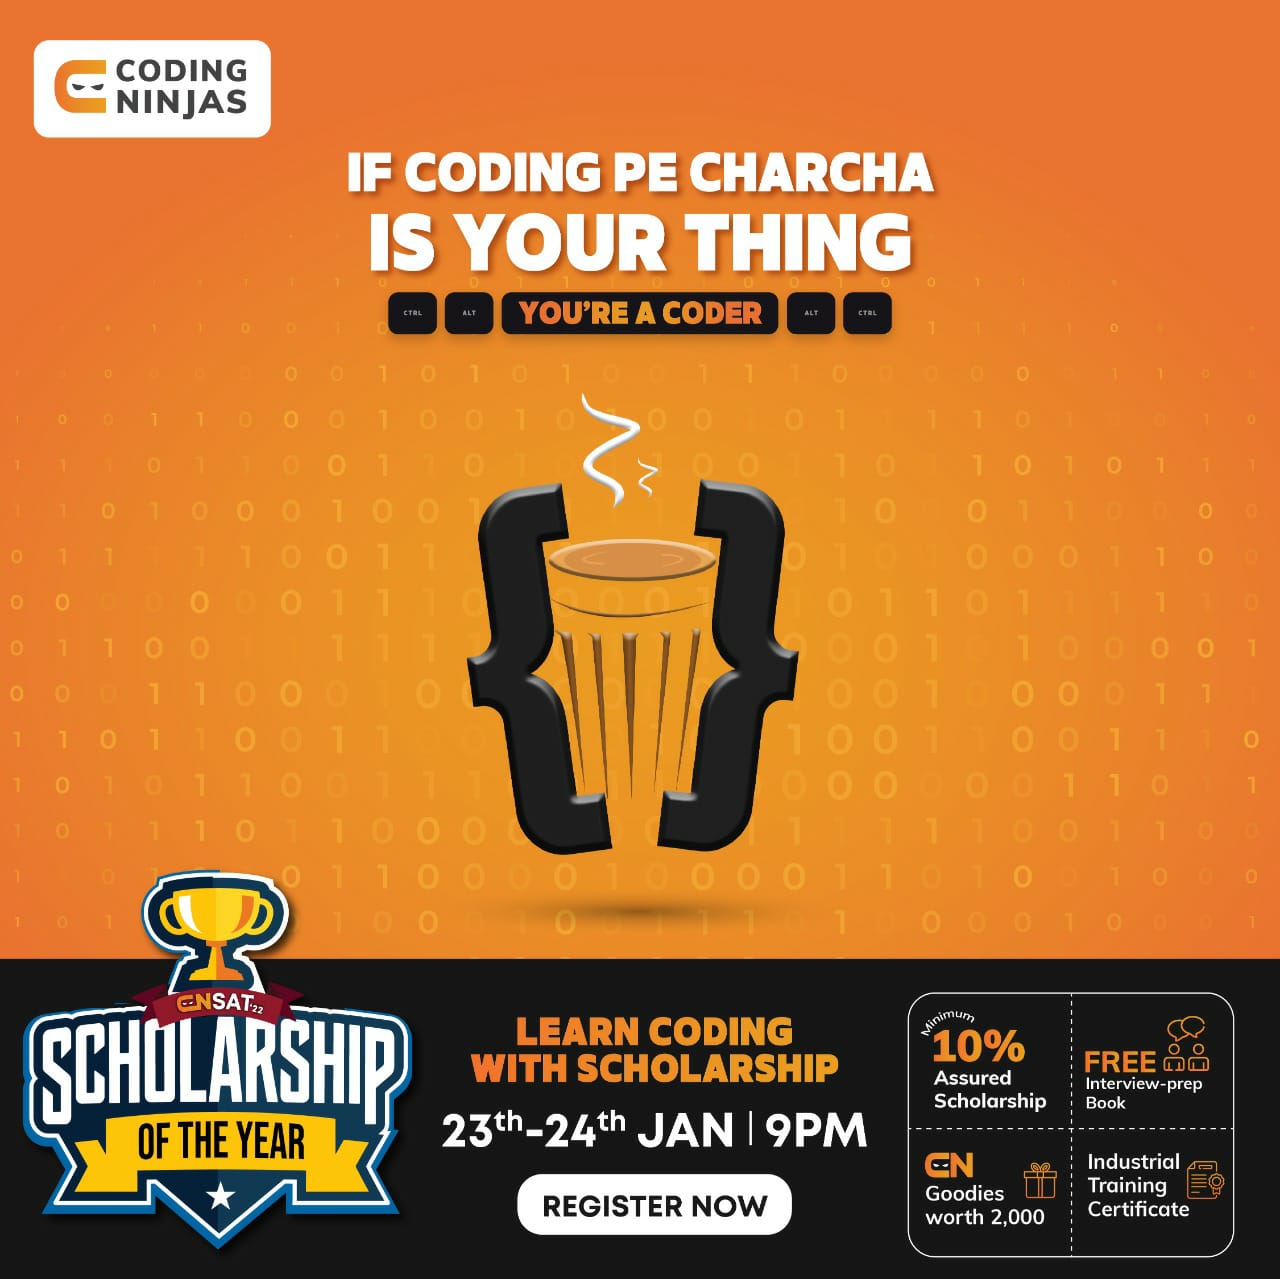 CODING
NINJAS
IF CODING PE CHARCHA
IS YOUR THING
CTRL ALT YOU'RE A CODER ALT CTRL
CNSAT'22
SCHOLARSHIP
OF THE YEAR
LEARN CODING
WITH SCHOLARSHIP
23th-24th JAN | 9PM
REGISTER NOW
Minimum
10%
Assured
Scholarship
FREE
Interview-prep
Book
CN
Goodies
worth 2,000
Industrial
Training
Certificate